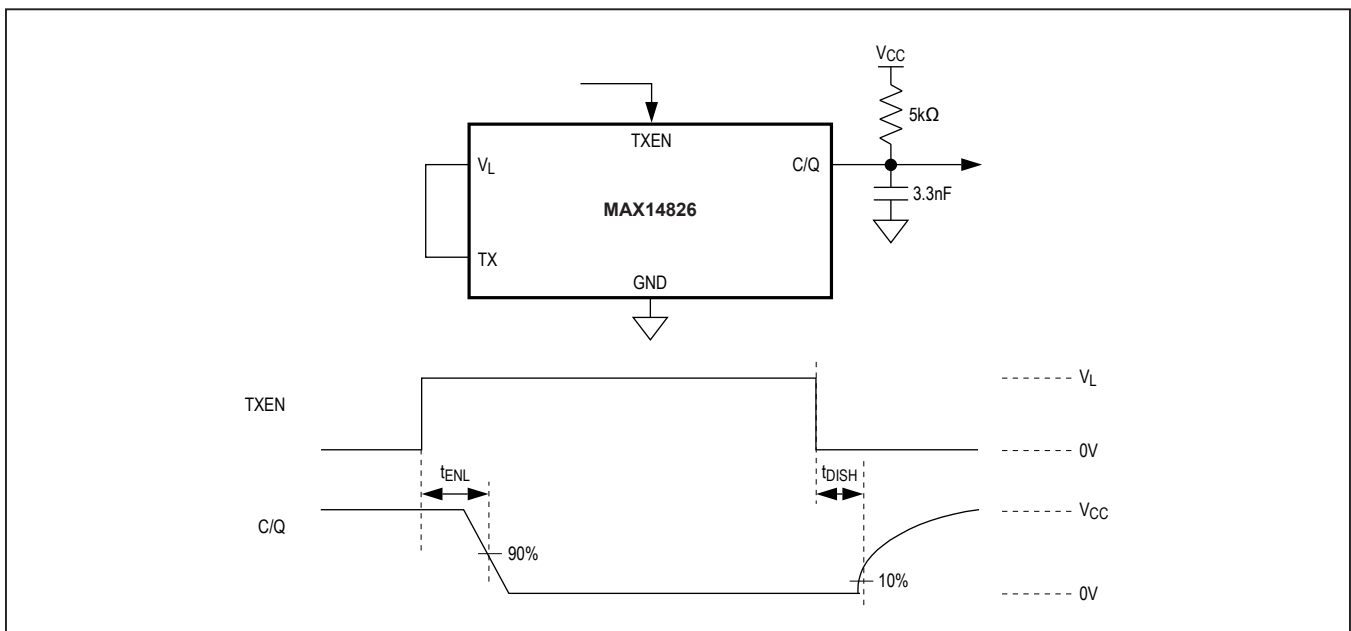 VCC
5kΩ
TXEN
VL
C/Q
3.3nF
MAX14826
TX
GND
VL
TXEN
0V
tENL
tDISH
VCC
C/Q
90%
10%
0V